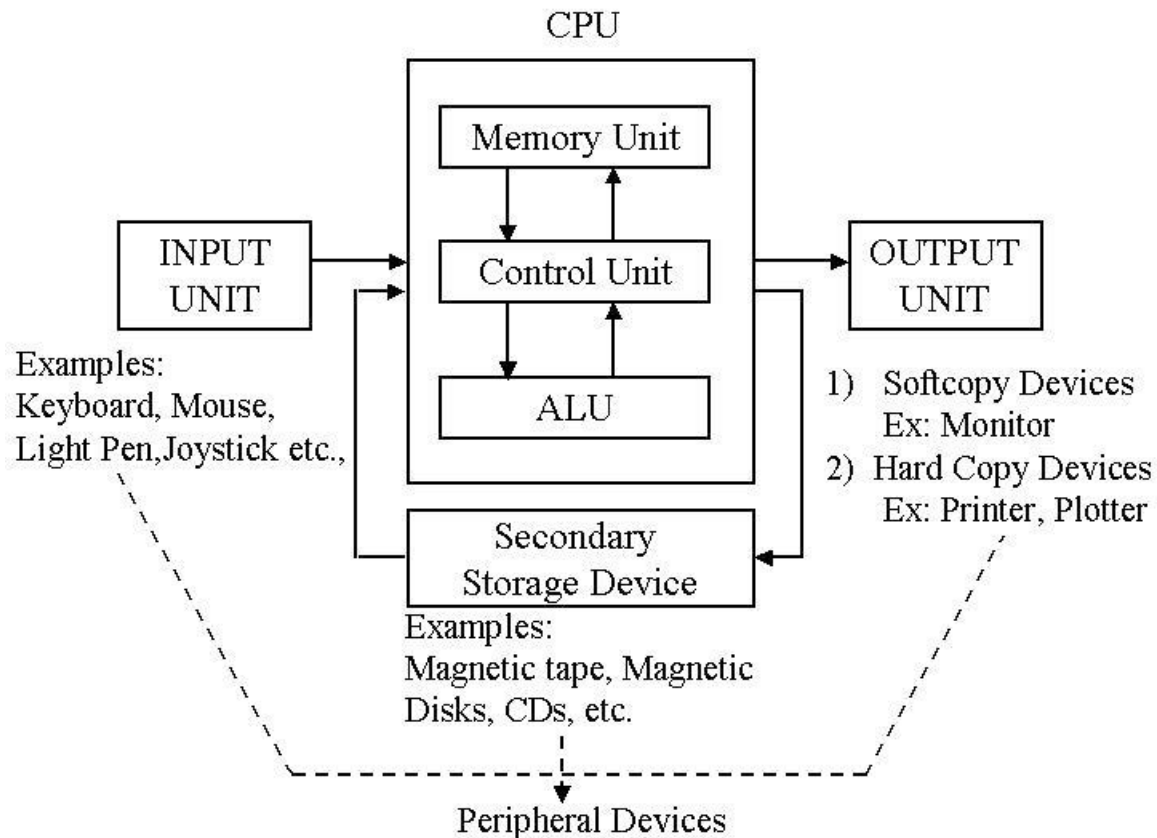 CPU
Memory Unit
INPUT
UNIT
Control Unit
OUTPUT
UNIT
ALU
Examples:
Keyboard, Mouse,
Light Pen,Joystick etc.,
1) Softcopy Devices
Ex: Monitor
2) Hard Copy Devices
Ex: Printer, Plotter
Secondary
Storage Device
Examples:
Magnetic tape, Magnetic
Disks, CDs, etc.
Peripheral Devices